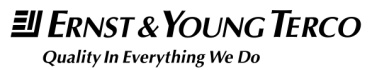 ERNST & YOUNG TERCO
Quality In Everything We Do